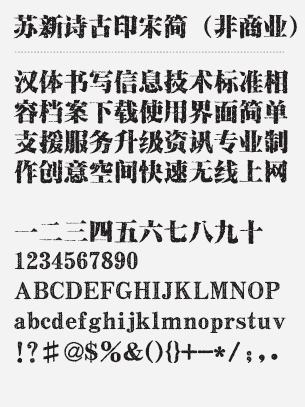 苏新诗古印宋简（非商业）
汉体书写信息技术标准相
容档案下载使用界面简单
支援服务升级资讯专业制
作创意空间快速无线上网
一二三四五六七八九十
1234567890
ABCDEFGHIJKLMNOP
abcdefghijklmnoprstuv
!?♯@$%&(){}+−*/;,.